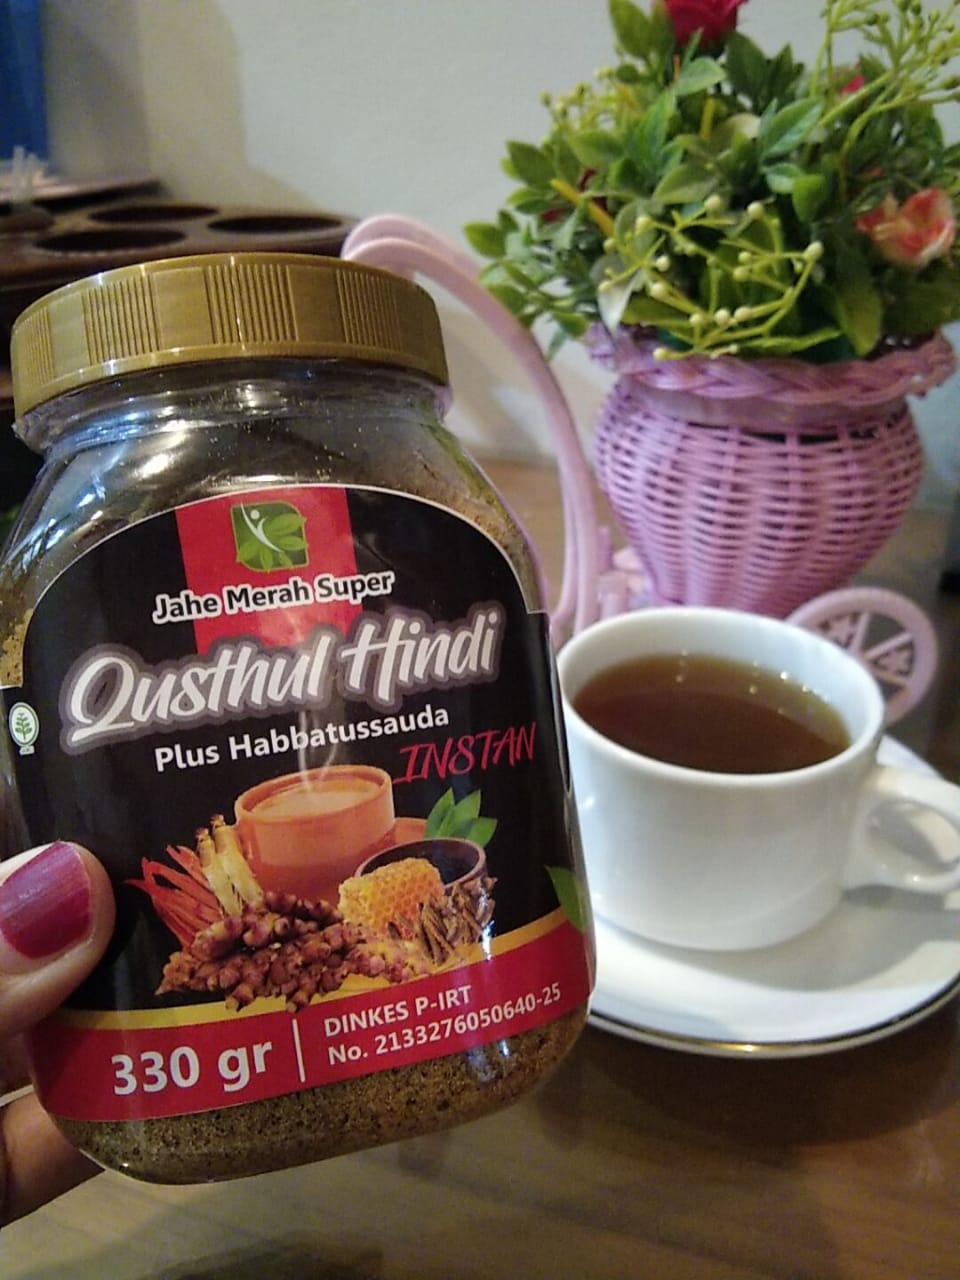 Jahe Merah Super
Qusthul Hindi
Plus Habbatussauda
INSTAN
330 gr
DINKES P-IRT
No. 2133276050640-25